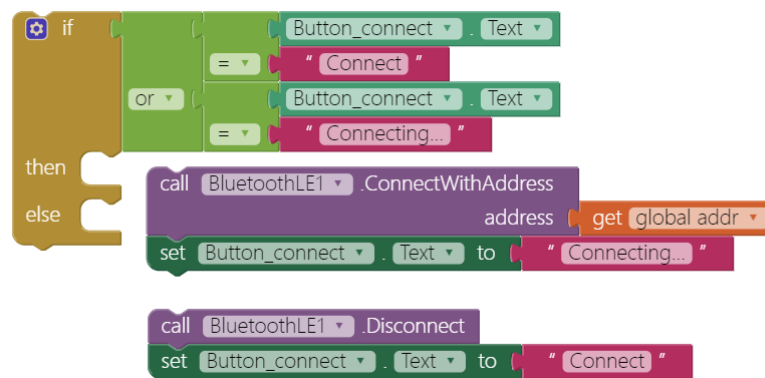 if Button_connect . Text
= " Connect "
or Button_connect . Text
= " Connecting... "
then
call BluetoothLE1 .ConnectWithAddress
else
address get global addr
set Button_connect . Text to " Connecting... "
call BluetoothLE1 .Disconnect
set Button_connect . Text to " Connect "